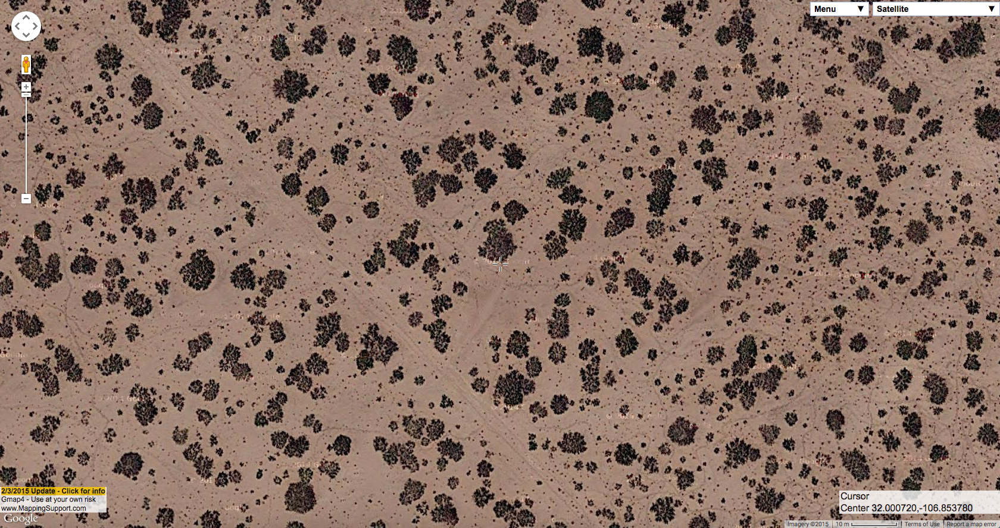 Menu ▼
Satellite ▼
2/3/2015 Update - Click for info
Gmap4 - Use at your own risk
www.MappingSupport.com
Google
Cursor
Center 32.000720,-106.853780
Imagery ©2015
10 m
Terms of Use
Report a map error